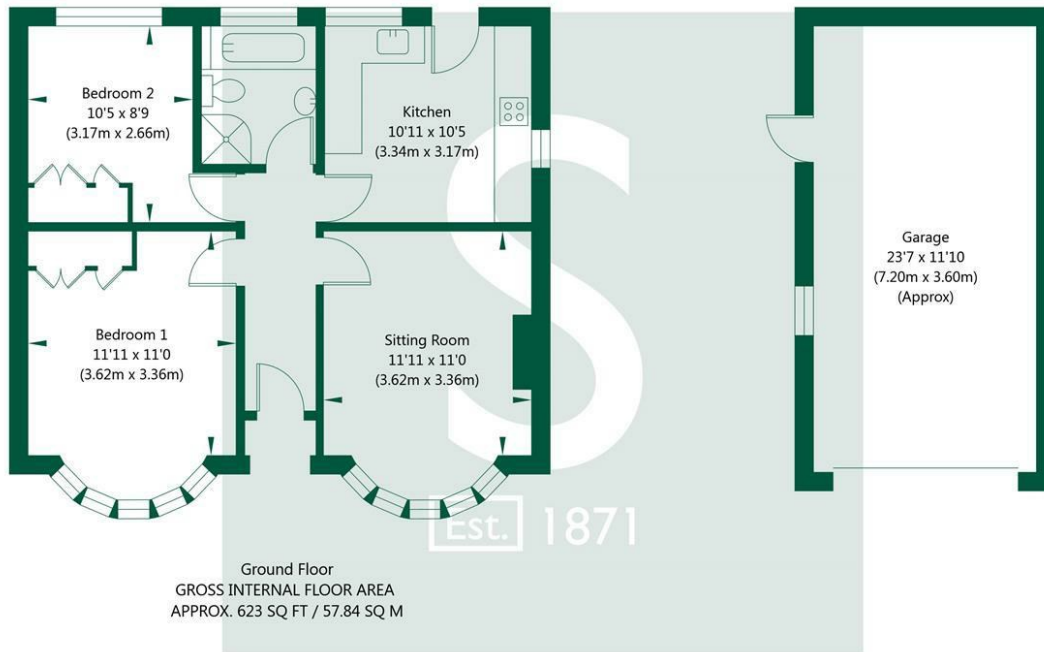 Bedroom 2
10'5 x 8'9
(3.17m x 2.66m)
Kitchen
10'11 x 10'5
(3.34m x 3.17m)
Garage
23'7 x 11'10
(7.20m x 3.60m)
(Approx)
Bedroom 1
11'11 x 11'0
(3.62m x 3.36m)
Sitting Room
11'11 x 11'0
(3.62m x 3.36m)
S
Est. 1871
Ground Floor
GROSS INTERNAL FLOOR AREA
APPROX. 623 SQ FT / 57.84 SQ M